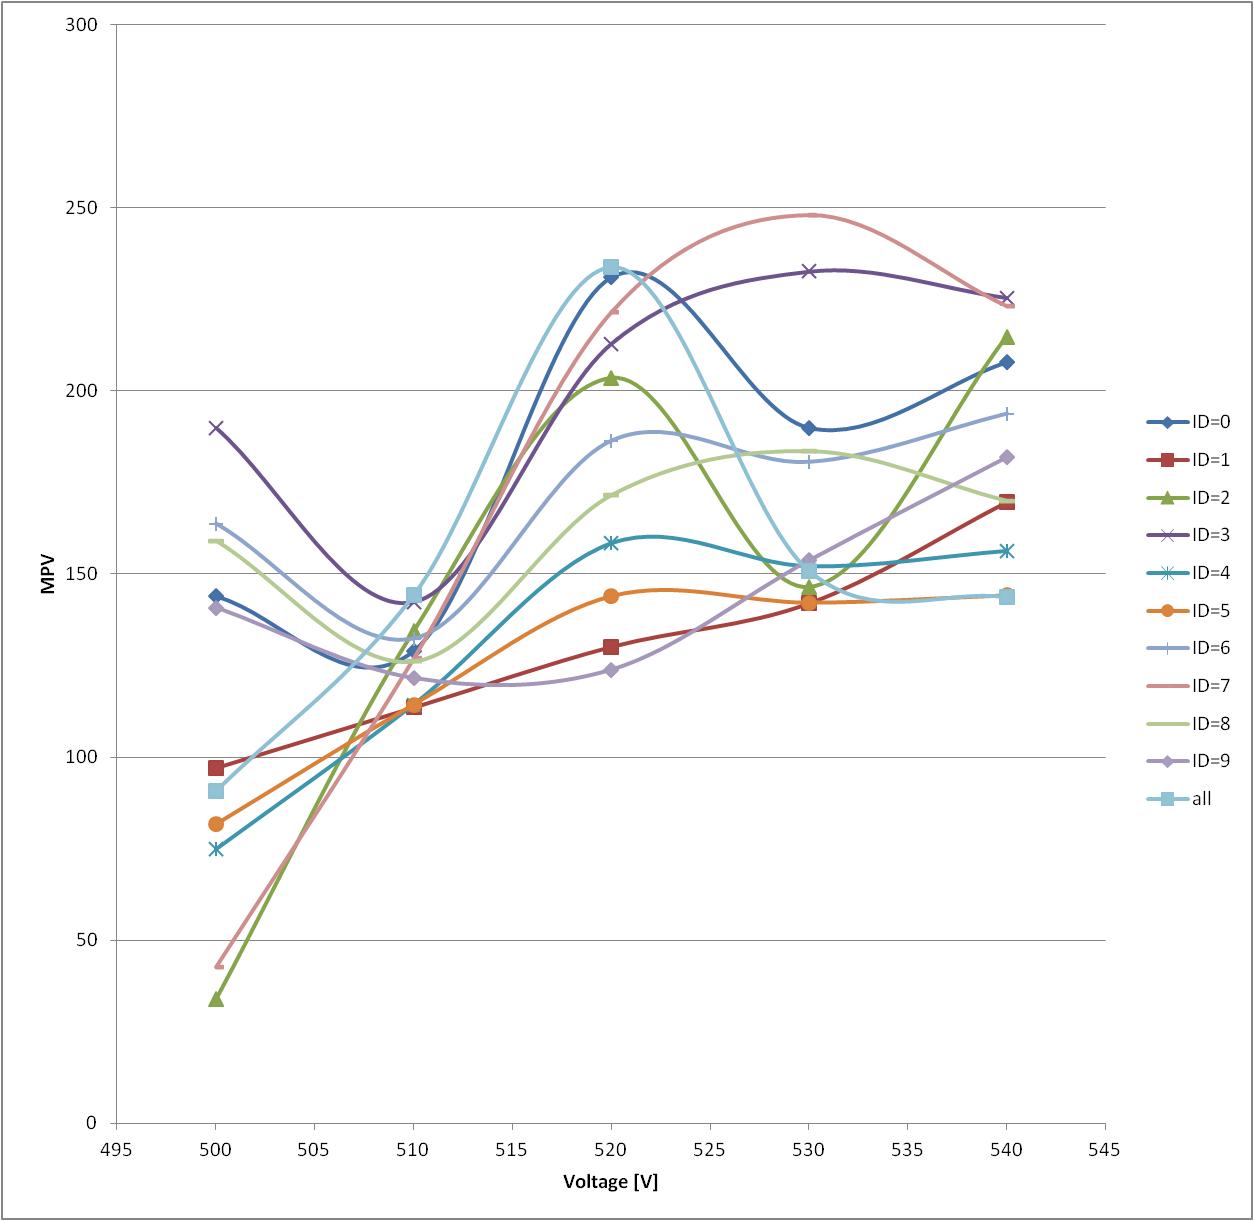 300
250
200
150
100
50
0
MPV
495 500 505 510 515 520 525 530 535 540 545
Voltage [V]
ID=0
ID=1
ID=2
ID=3
ID=4
ID=5
ID=6
ID=7
ID=8
ID=9
all